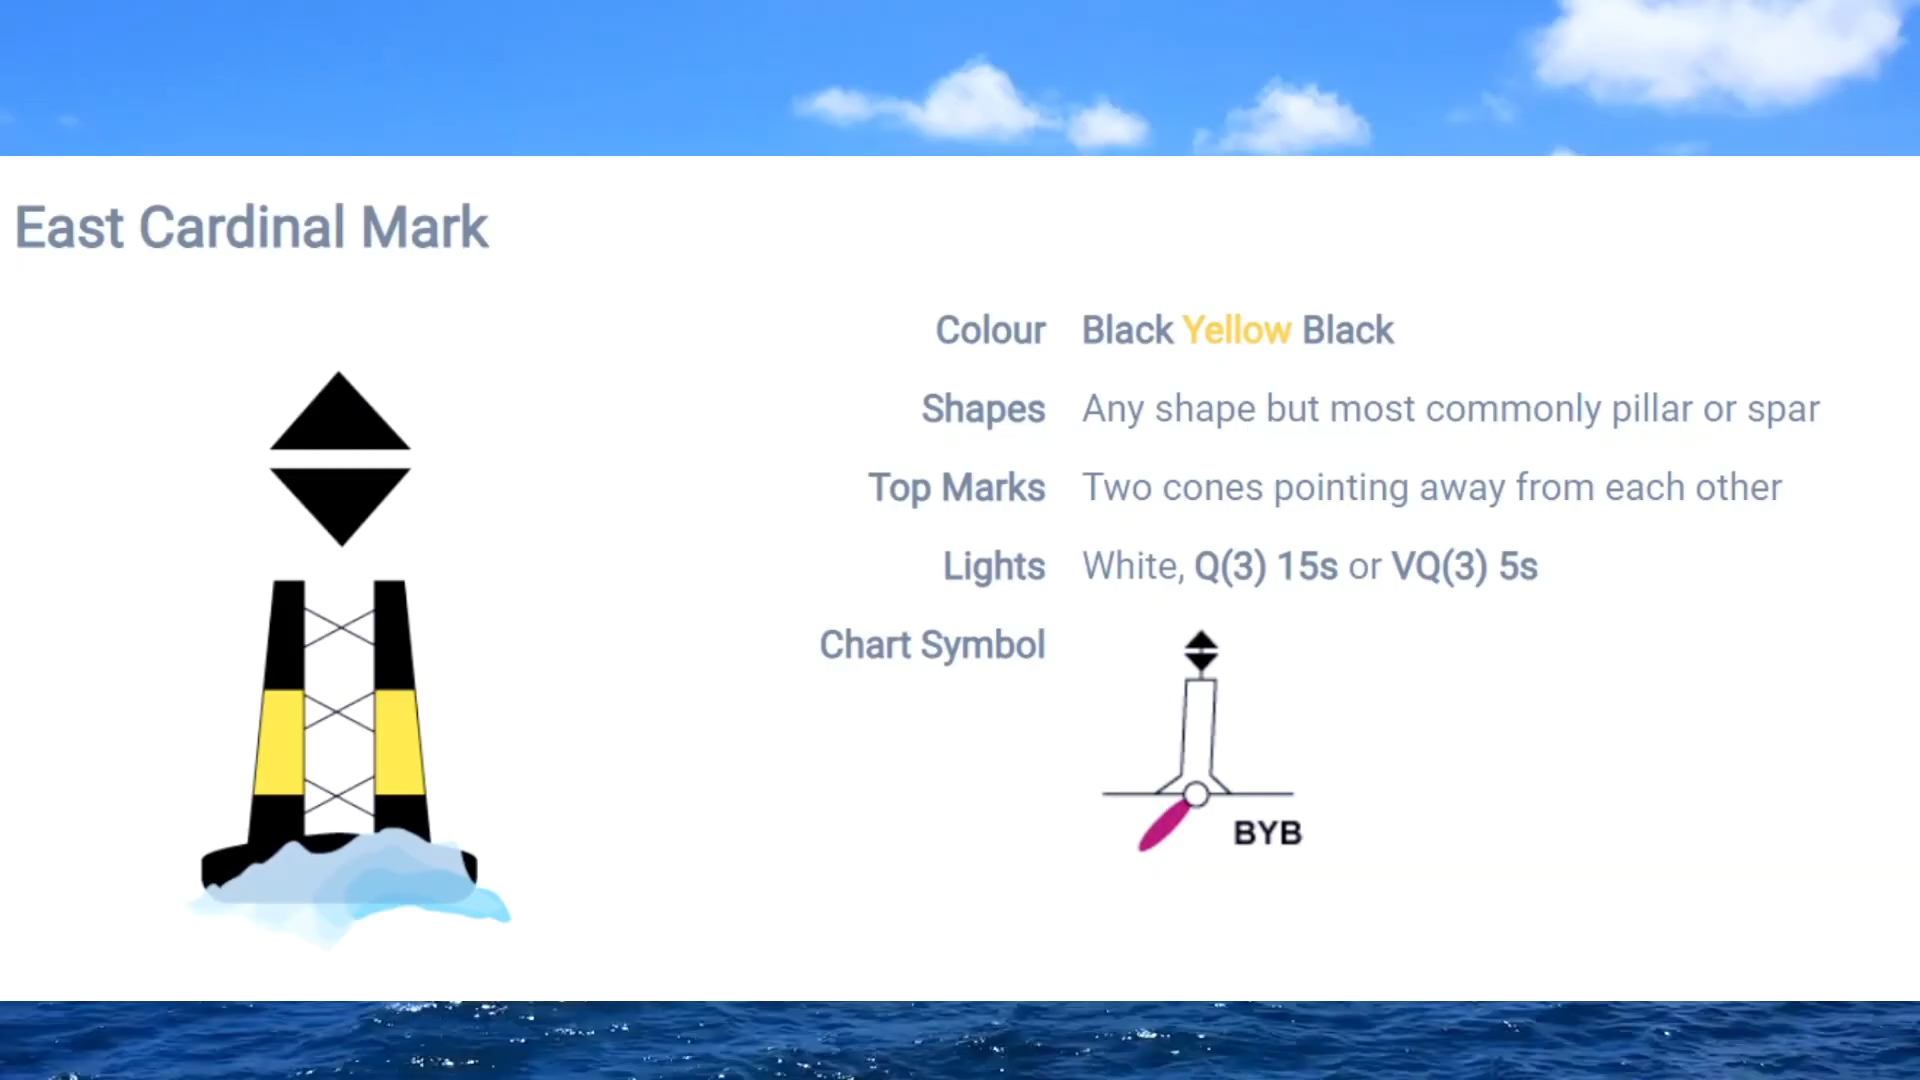 East Cardinal Mark
Colour Black Yellow Black
Shapes Any shape but most commonly pillar or spar
Top Marks Two cones pointing away from each other
Lights White, Q(3) 15s or VQ(3) 5s
Chart Symbol
BYB